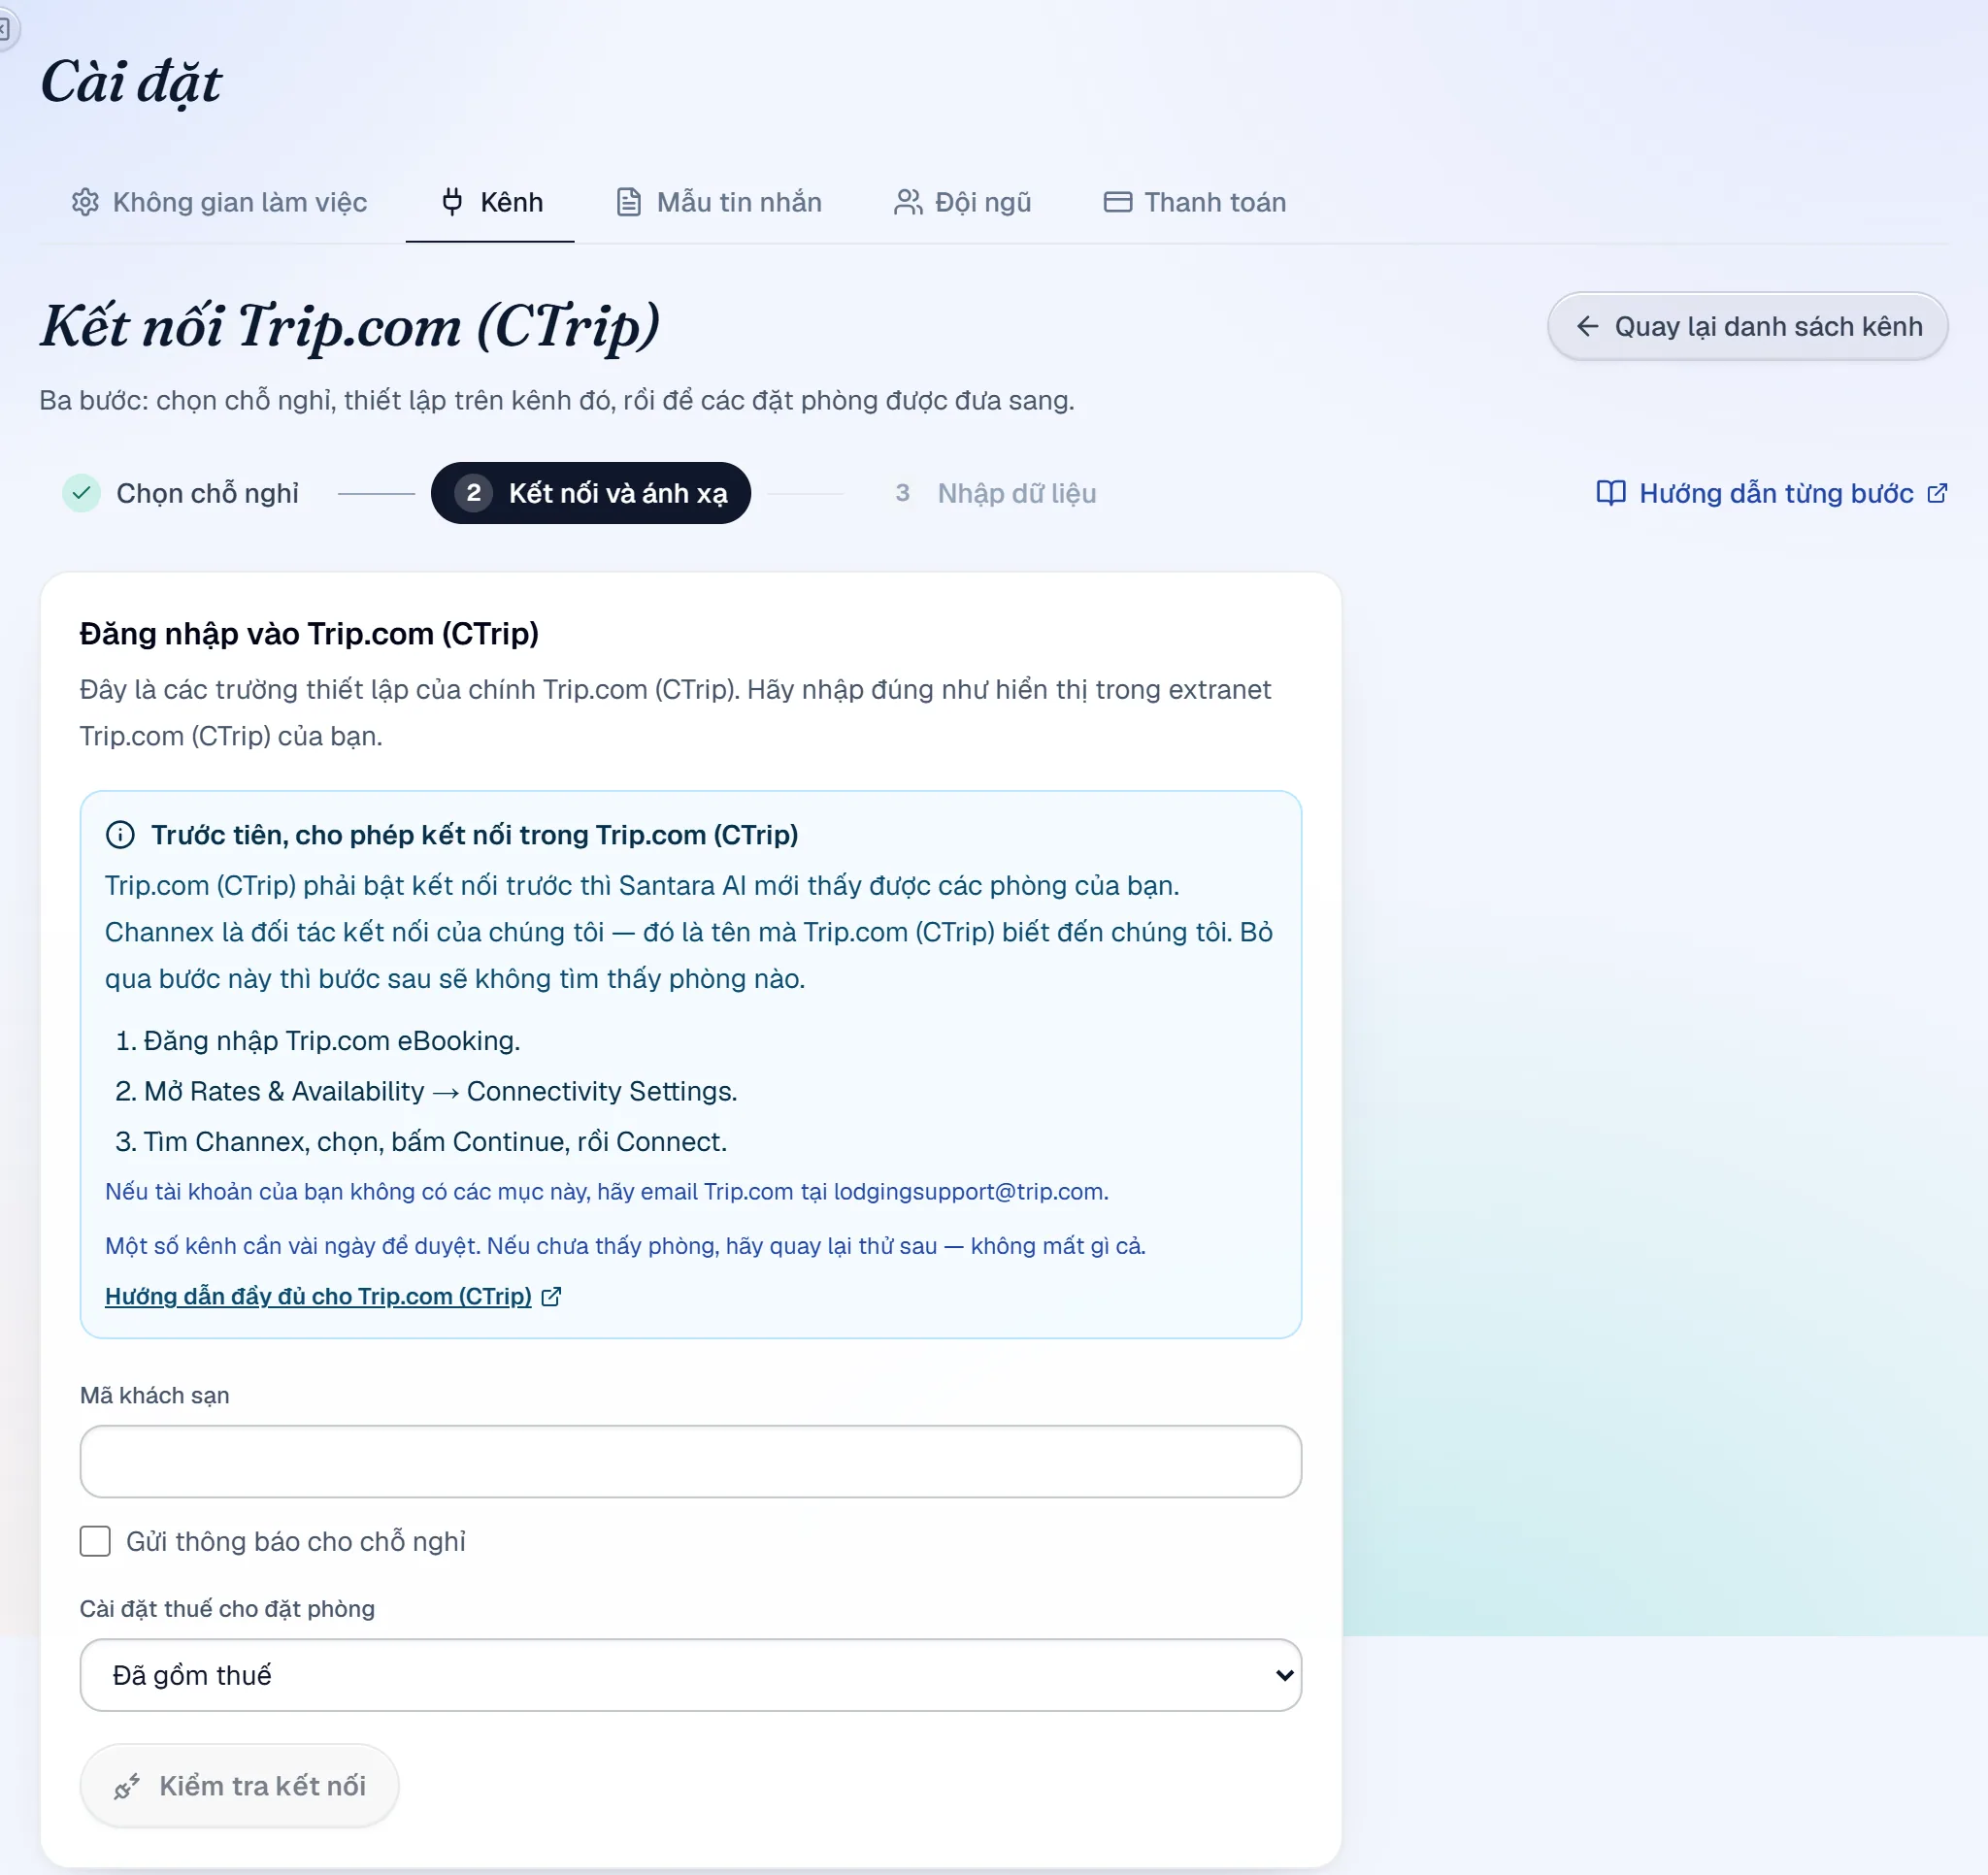 Cài đặt
Không gian làm việc
Kênh
Mẫu tin nhắn
Đội ngũ
Thanh toán
Kết nối Trip.com (CTrip)
Quay lại danh sách kênh
Ba bước: chọn chỗ nghỉ, thiết lập trên kênh đó, rồi để các đặt phòng được đưa sang.
Chọn chỗ nghỉ
2 Kết nối và ánh xạ
3 Nhập dữ liệu
Hướng dẫn từng bước
Đăng nhập vào Trip.com (CTrip)
Đây là các trường thiết lập của chính Trip.com (CTrip). Hãy nhập đúng như hiển thị trong extranet
Trip.com (CTrip) của bạn.
Trước tiên, cho phép kết nối trong Trip.com (CTrip)
Trip.com (CTrip) phải bật kết nối trước thì Santara AI mới thấy được các phòng của bạn.
Channex là đối tác kết nối của chúng tôi — đó là tên mà Trip.com (CTrip) biết đến chúng tôi. Bỏ
qua bước này thì bước sau sẽ không tìm thấy phòng nào.
1. Đăng nhập Trip.com eBooking.
2. Mở Rates & Availability → Connectivity Settings.
3. Tìm Channex, chọn, bấm Continue, rồi Connect.
Nếu tài khoản của bạn không có các mục này, hãy email Trip.com tại lodgingsupport@trip.com.
Một số kênh cần vài ngày để duyệt. Nếu chưa thấy phòng, hãy quay lại thử sau — không mất gì cả.
Hướng dẫn đầy đủ cho Trip.com (CTrip)
Mã khách sạn
Gửi thông báo cho chỗ nghỉ
Cài đặt thuế cho đặt phòng
Đã gồm thuế
Kiểm tra kết nối